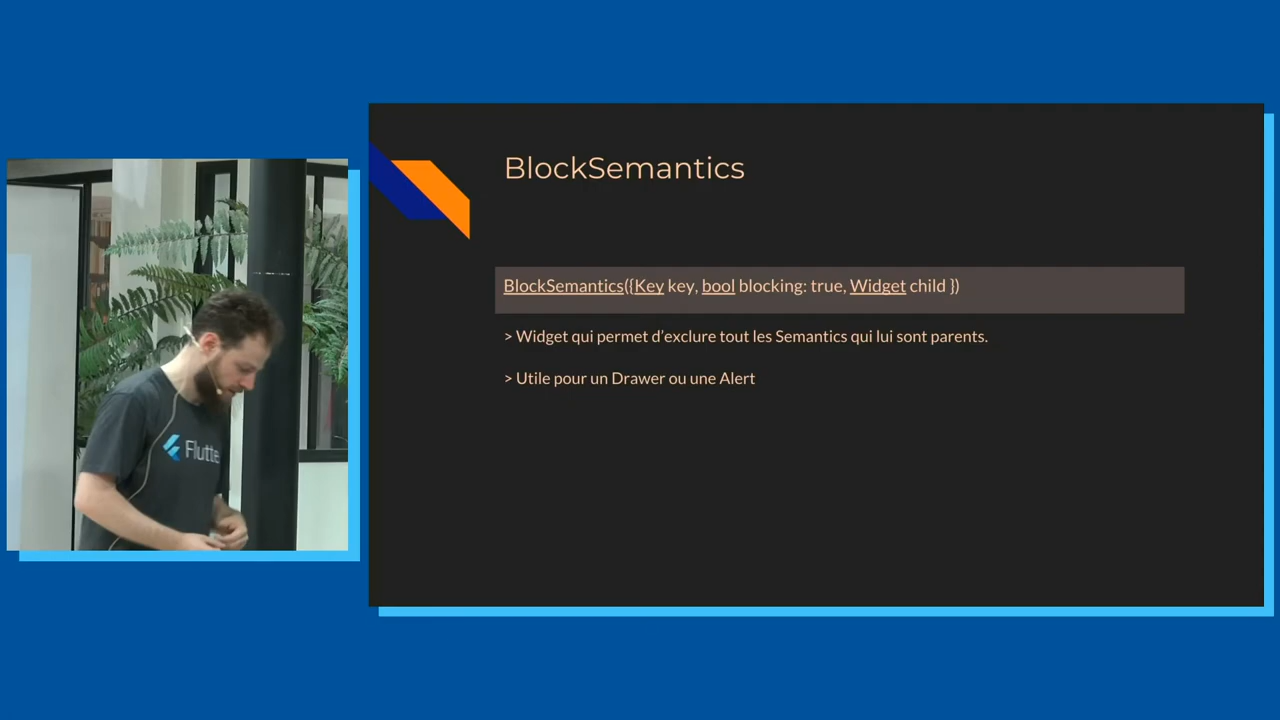 BlockSemantics
BlockSemantics({Key key, bool blocking: true, Widget child })
> Widget qui permet d'exclure tout les Semantics qui lui sont parents.
> Utile pour un Drawer ou une Alert
Flutte